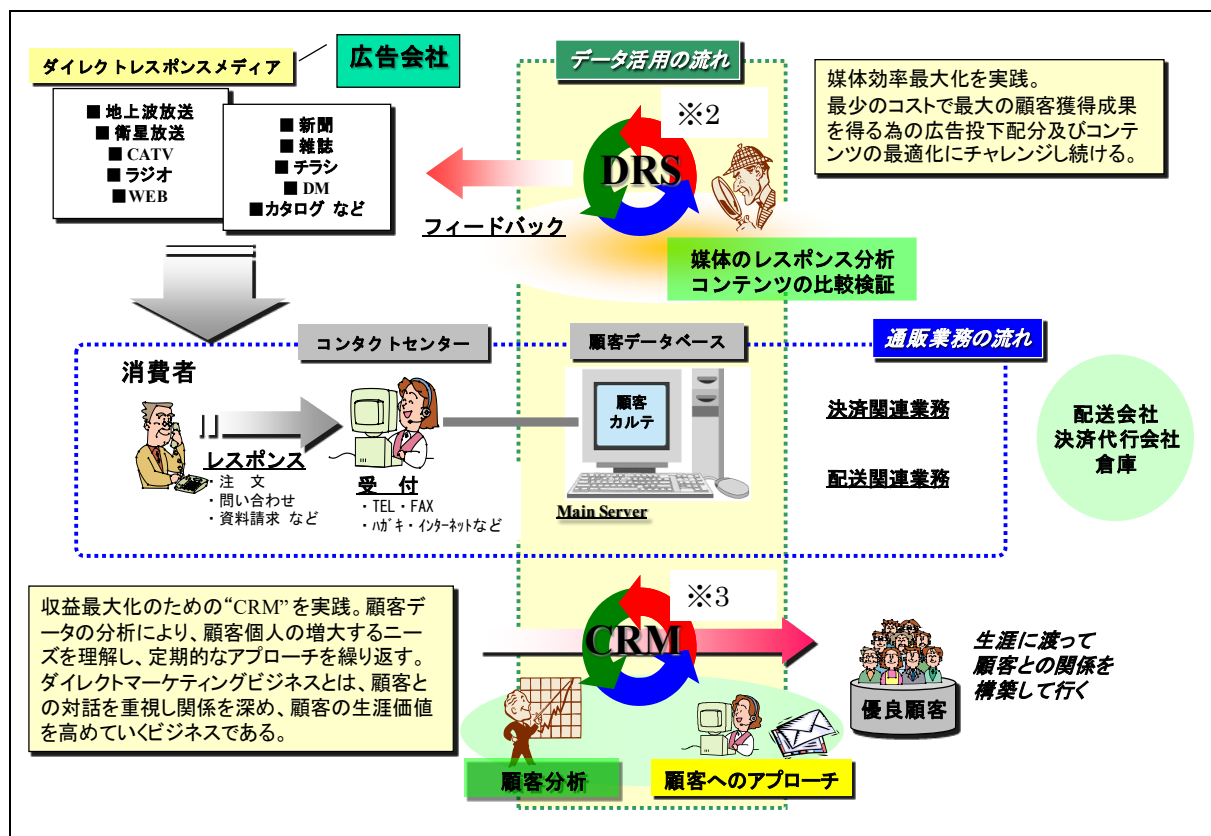 ダイレクトレスポンスメディア
広告会社
■ 地上波放送
■ 衛星放送
■ CATV
■ ラジオ
■ WEB
■ 新聞
■ 雑誌
■ チラシ
■ DM
■カタログ など
データ活用の流れ
※2
DRS
フィードバック
媒体のレスポンス分析
コンテンツの比較検証
媒体効率最大化を実践。
最少のコストで最大の顧客獲得成果
を得る為の広告投下配分及びコンテ
ンツの最適化にチャレンジし続ける。
コンタクトセンター
顧客データベース
通販業務の流れ
消費者
レスポンス
・注 文
・問い合わせ
・資料請求 など
受 付
・TEL・FAX
・ﾊｶﾞｷ・ｲﾝﾀｰﾈｯﾄなど
顧客
カルテ
Main Server
決済関連業務
配送関連業務
配送会社
決済代行会社
倉庫
収益最大化のための“CRM”を実践。顧客デー
タの分析により、顧客個人の増大するニー
ズを理解し、定期的なアプローチを繰り返す。
ダイレクトマーケティングビジネスとは、顧客と
の対話を重視し関係を深め、顧客の生涯価値
を高めていくビジネスである。
※3
CRM
顧客分析
顧客へのアプローチ
優良顧客
生涯に渡って
顧客との関係を
構築して行く